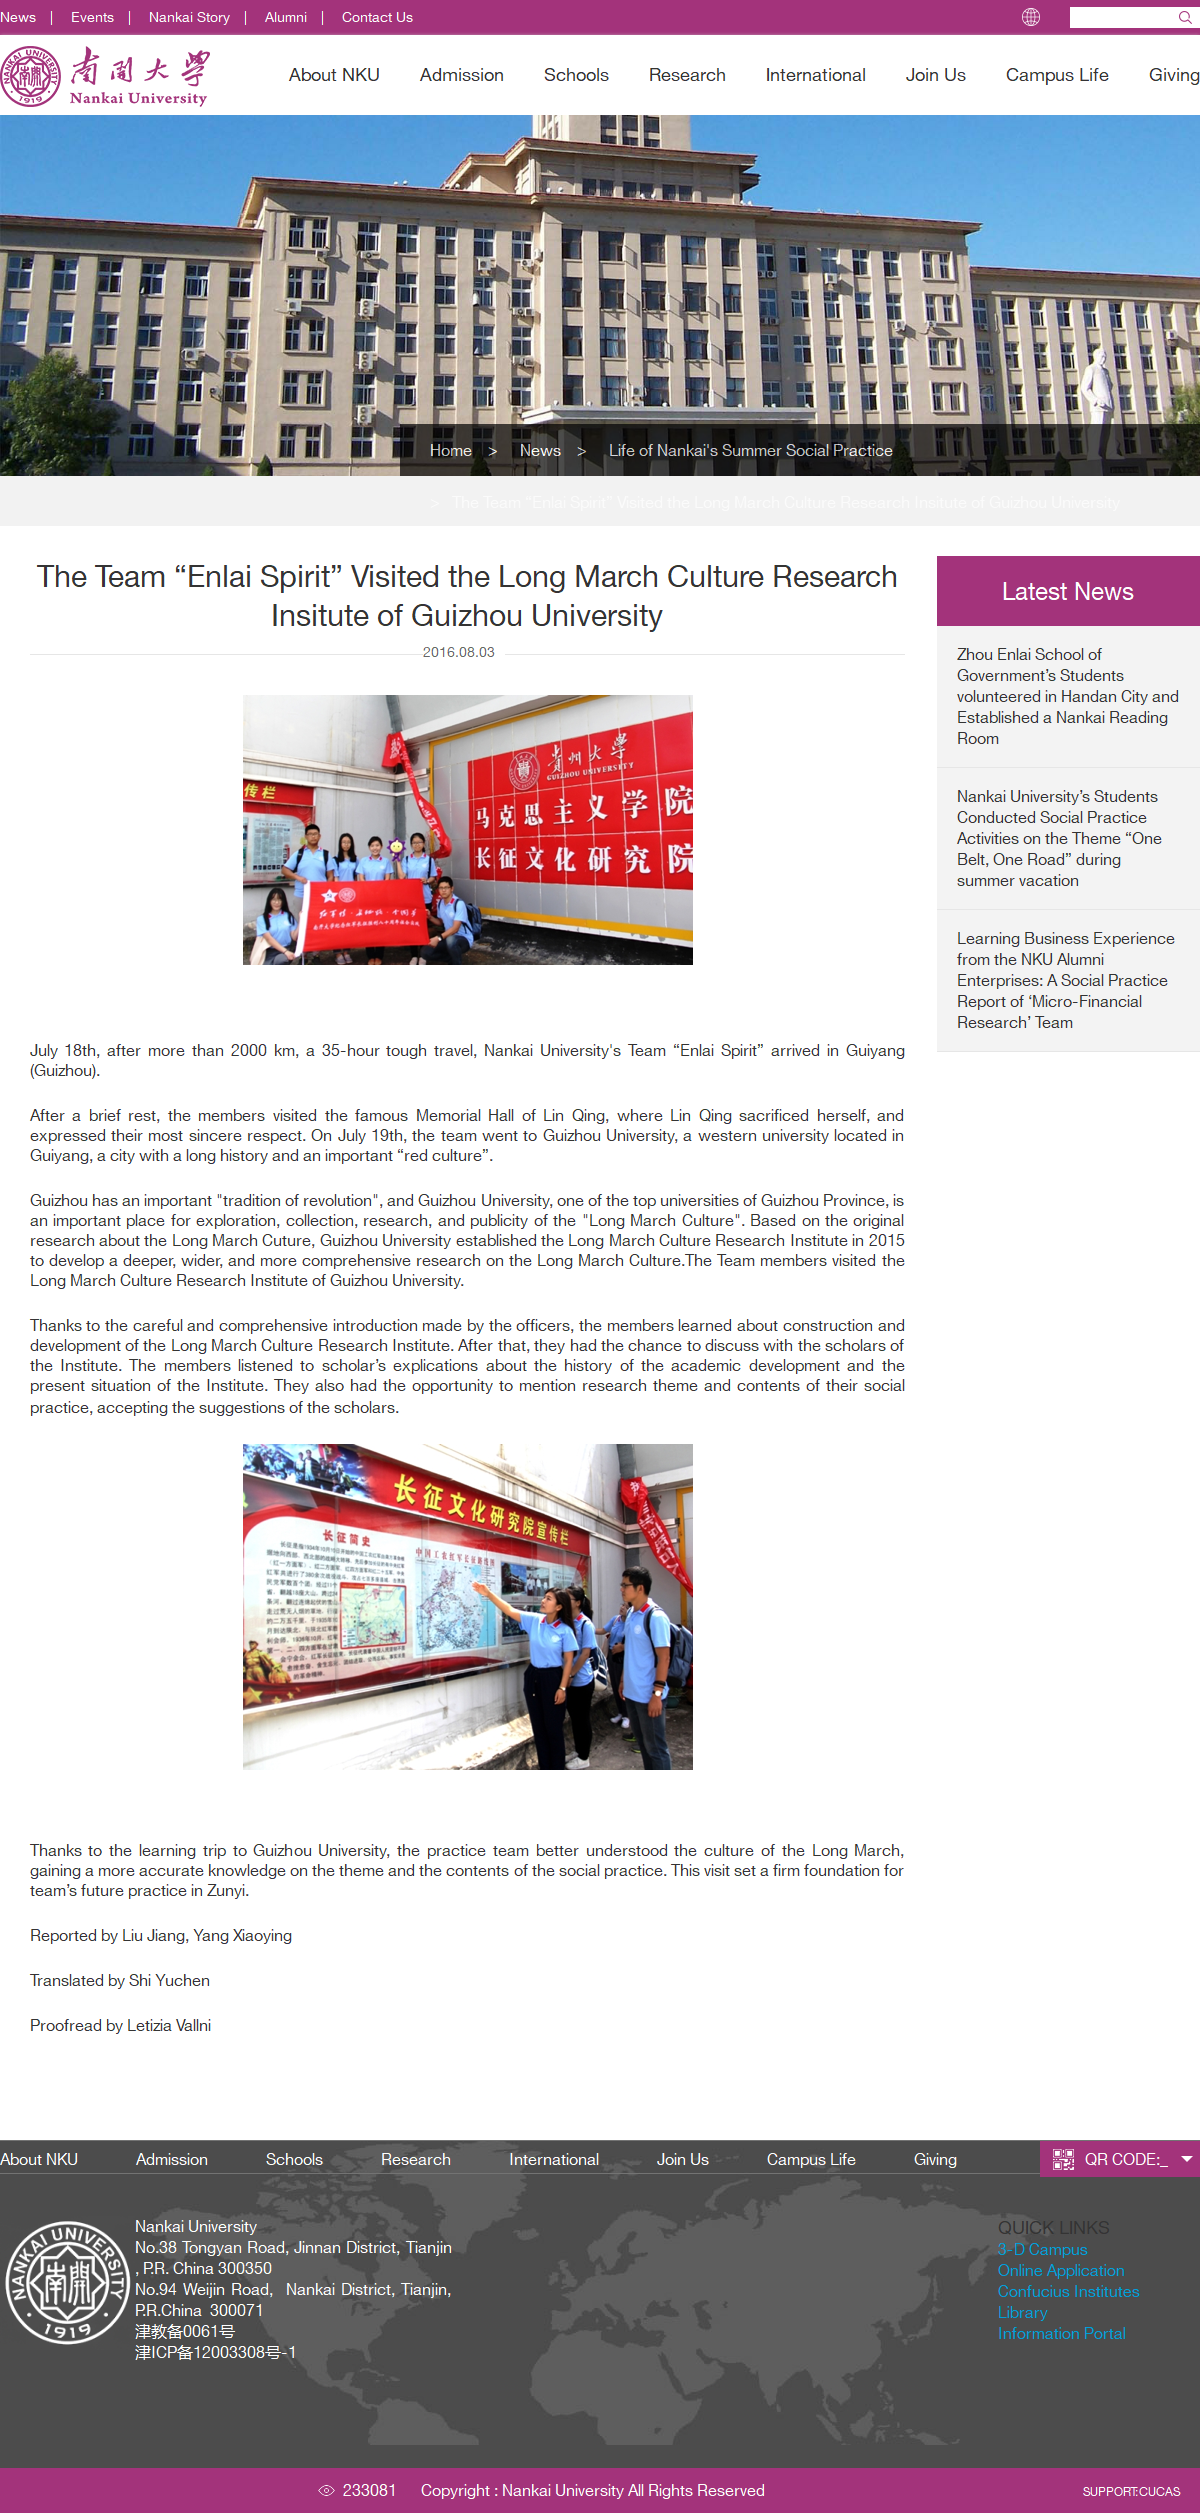 News | Events | Nankai Story | Alumni | Contact Us
NANKAI UNIVERSITY 南開 1919
南開大學
Nankai University
About NKU Admission Schools Research International Join Us Campus Life Giving
Home > News > Life of Nankai's Summer Social Practice
> The Team “Enlai Spirit” Visited the Long March Culture Research Insitute of Guizhou University
The Team “Enlai Spirit” Visited the Long March Culture Research
Insitute of Guizhou University
2016.08.03
Latest News
Zhou Enlai School of
Government’s Students
volunteered in Handan City and
Established a Nankai Reading
Room
Nankai University’s Students
Conducted Social Practice
Activities on the Theme “One
Belt, One Road” during
summer vacation
Learning Business Experience
from the NKU Alumni
Enterprises: A Social Practice
Report of ‘Micro-Financial
Research’ Team
传栏
贵州大学
GUIZHOU UNIVERSITY
马克思主义学院
长征文化研究院
July 18th, after more than 2000 km, a 35-hour tough travel, Nankai University's Team “Enlai Spirit” arrived in Guiyang
(Guizhou).
After a brief rest, the members visited the famous Memorial Hall of Lin Qing, where Lin Qing sacrificed herself, and
expressed their most sincere respect. On July 19th, the team went to Guizhou University, a western university located in
Guiyang, a city with a long history and an important “red culture”.
Guizhou has an important "tradition of revolution", and Guizhou University, one of the top universities of Guizhou Province, is
an important place for exploration, collection, research, and publicity of the "Long March Culture". Based on the original
research about the Long March Cuture, Guizhou University established the Long March Culture Research Institute in 2015
to develop a deeper, wider, and more comprehensive research on the Long March Culture.The Team members visited the
Long March Culture Research Institute of Guizhou University.
Thanks to the careful and comprehensive introduction made by the officers, the members learned about construction and
development of the Long March Culture Research Institute. After that, they had the chance to discuss with the scholars of
the Institute. The members listened to scholar’s explications about the history of the academic development and the
present situation of the Institute. They also had the opportunity to mention research theme and contents of their social
practice, accepting the suggestions of the scholars.
长征文化研究院宣传栏
长征简史
中国工农红军长征路线图
Thanks to the learning trip to Guizhou University, the practice team better understood the culture of the Long March,
gaining a more accurate knowledge on the theme and the contents of the social practice. This visit set a firm foundation for
team’s future practice in Zunyi.
Reported by Liu Jiang, Yang Xiaoying
Translated by Shi Yuchen
Proofread by Letizia Vallni
About NKU Admission Schools Research International Join Us Campus Life Giving QR CODE:_
NANKAI UNIVERSITY 南開 1919
Nankai University
No.38 Tongyan Road, Jinnan District, Tianjin
, P.R. China 300350
No.94 Weijin Road, Nankai District, Tianjin,
P.R.China 300071
津教备0061号
津ICP备12003308号-1
QUICK LINKS
3-D Campus
Online Application
Confucius Institutes
Library
Information Portal
233081 Copyright : Nankai University All Rights Reserved
SUPPORT:CUCAS